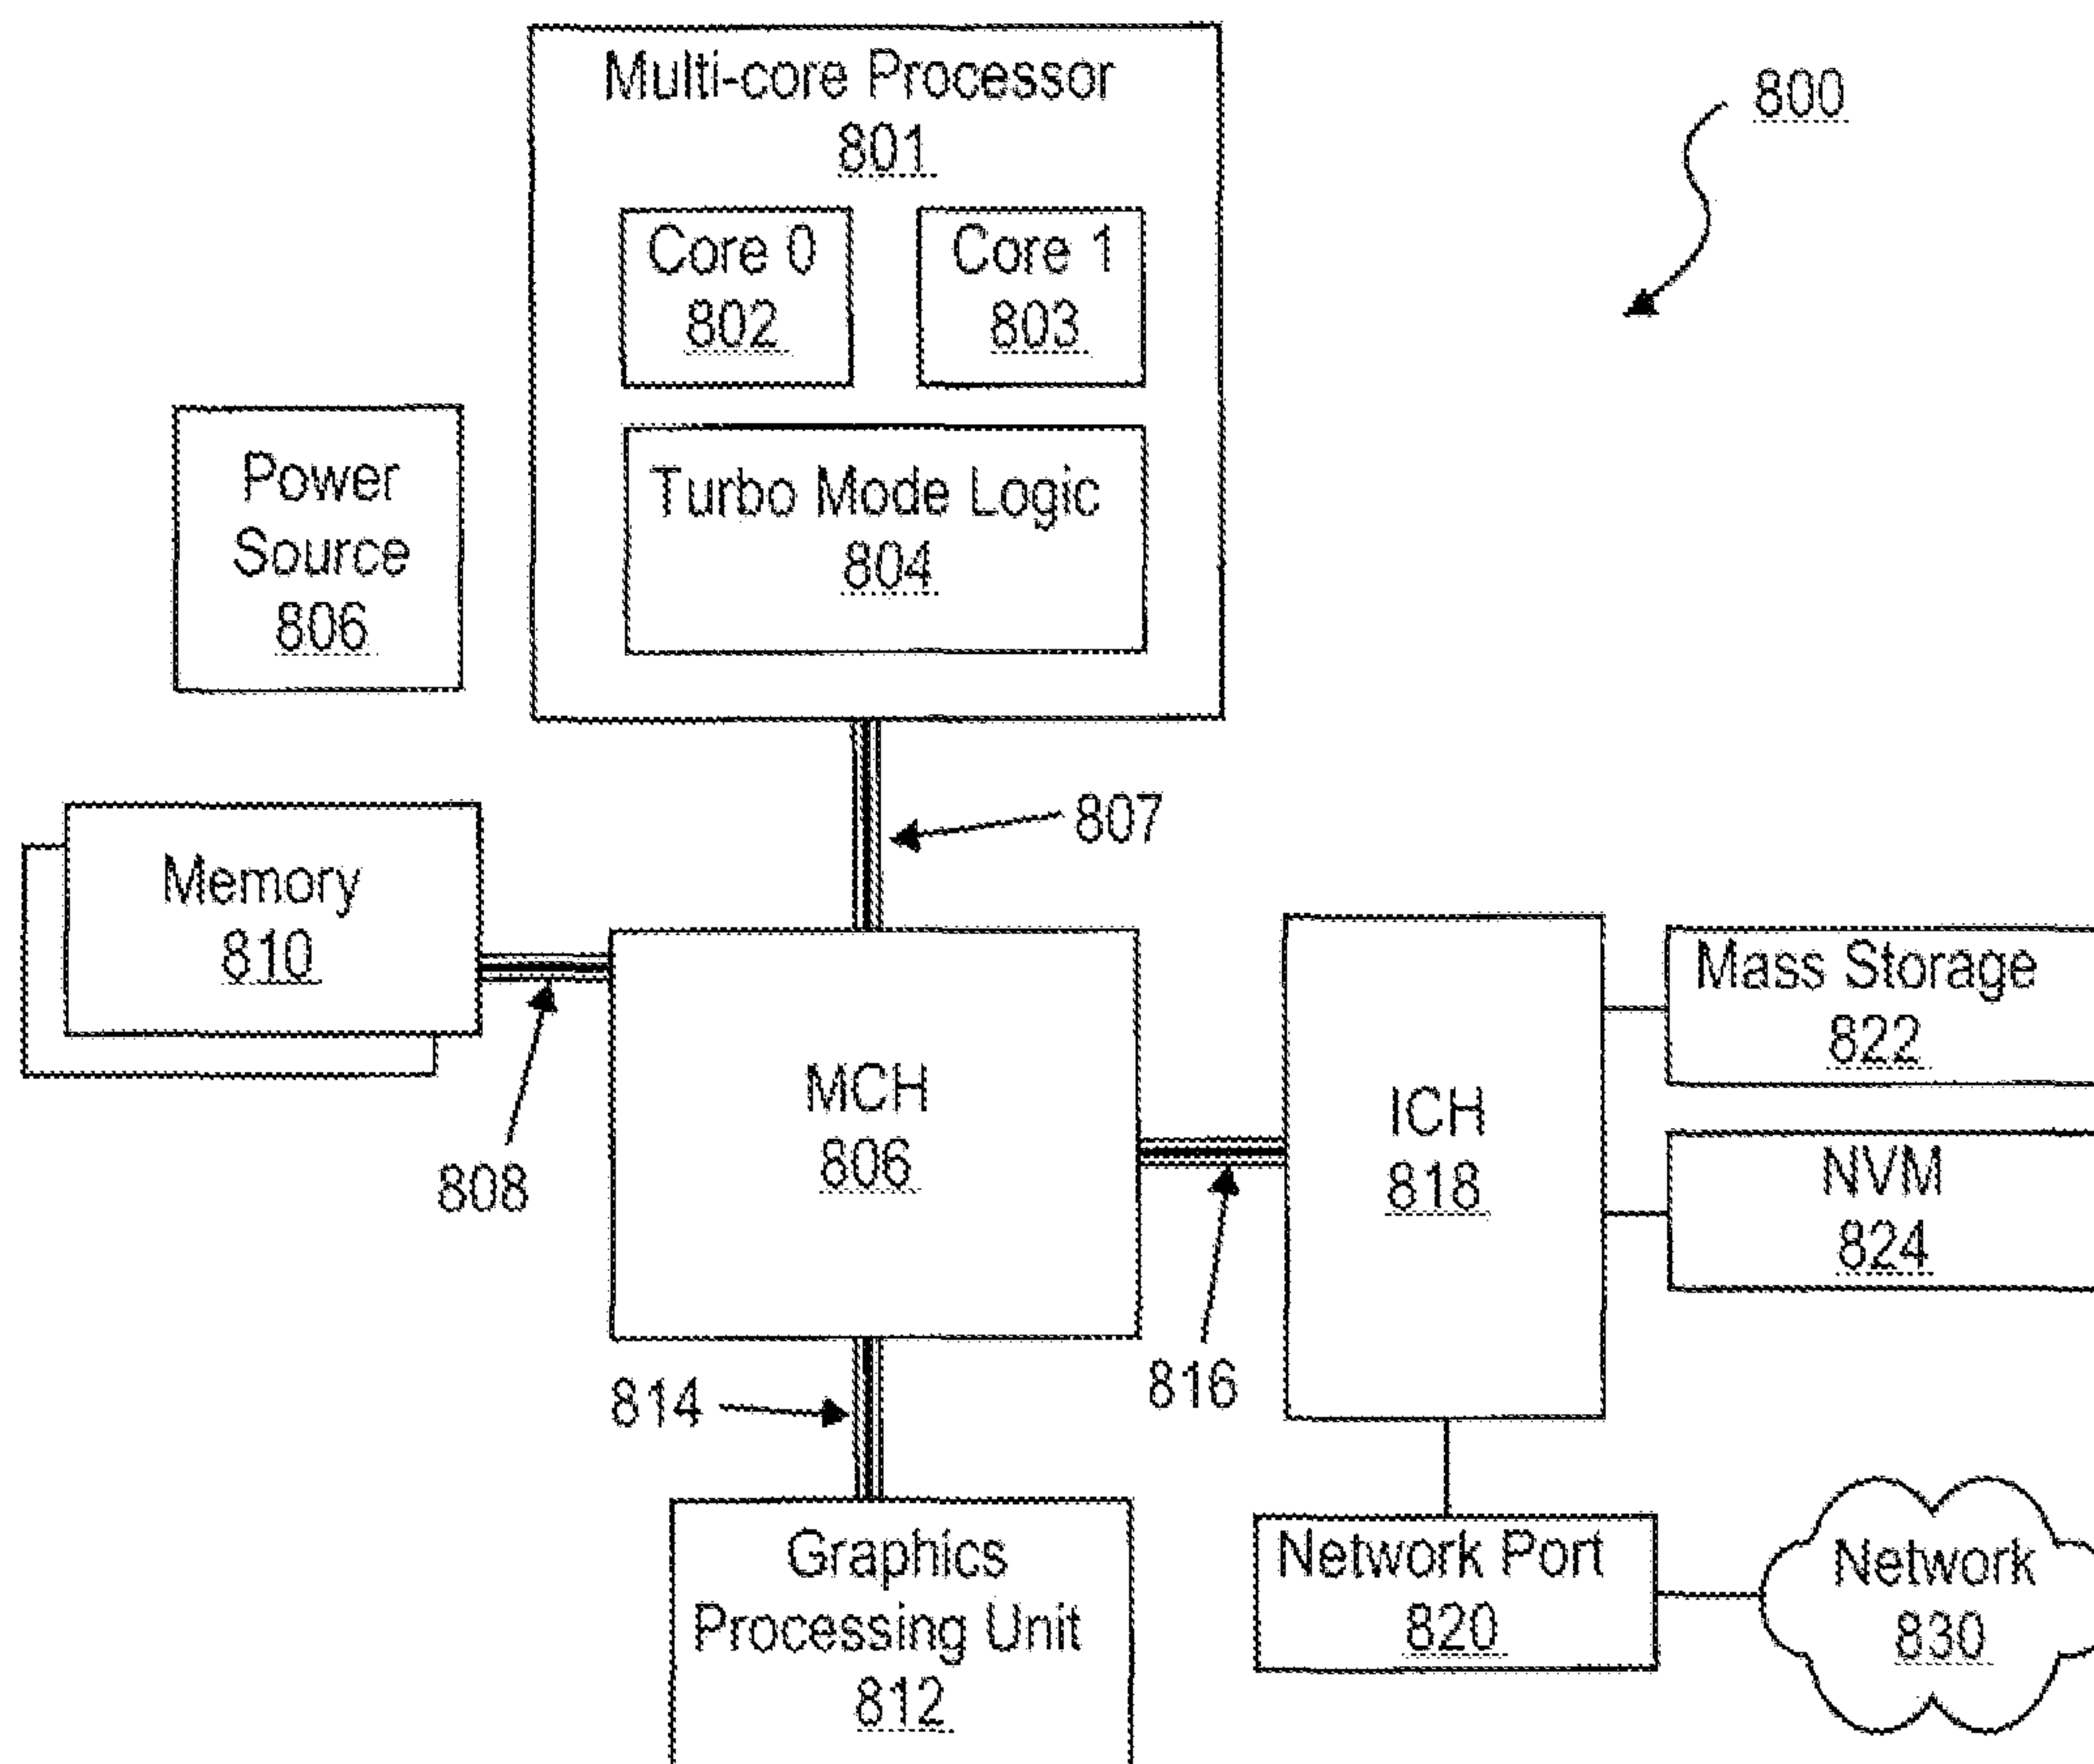 Multi-core Processor
801
800
Core 0
802
Core 1
803
Turbo Mode Logic
804
Power
Source
806
807
Memory
810
808
MCH
806
ICH
818
Mass Storage
822
NVM
824
816
814
Graphics
Processing Unit
812
Network Port
820
Network
830